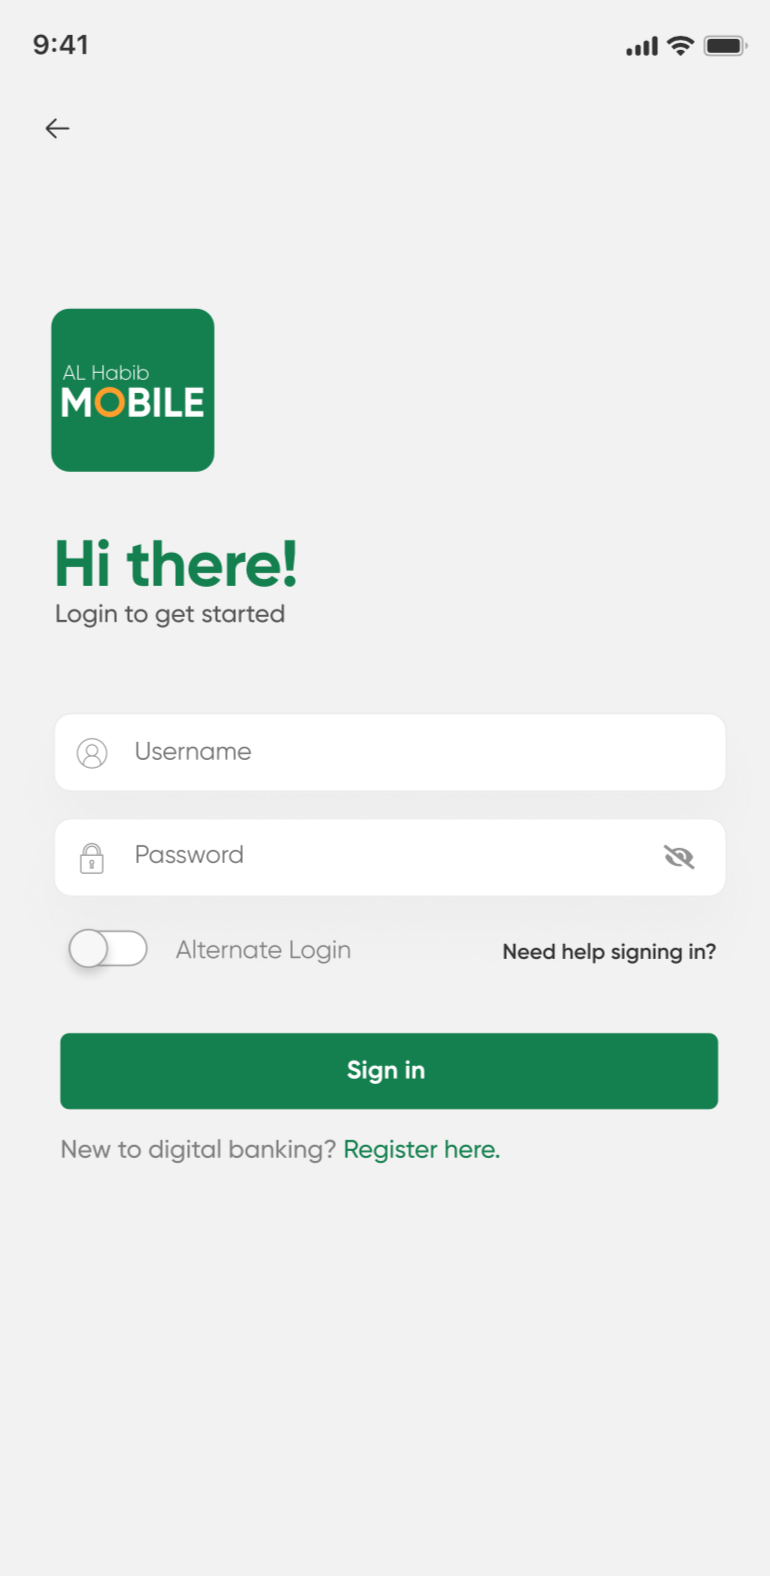 9:41
AL Habib
MOBILE
Hi there!
Login to get started
Username
Password
Alternate Login
Need help signing in?
Sign in
New to digital banking? Register here.